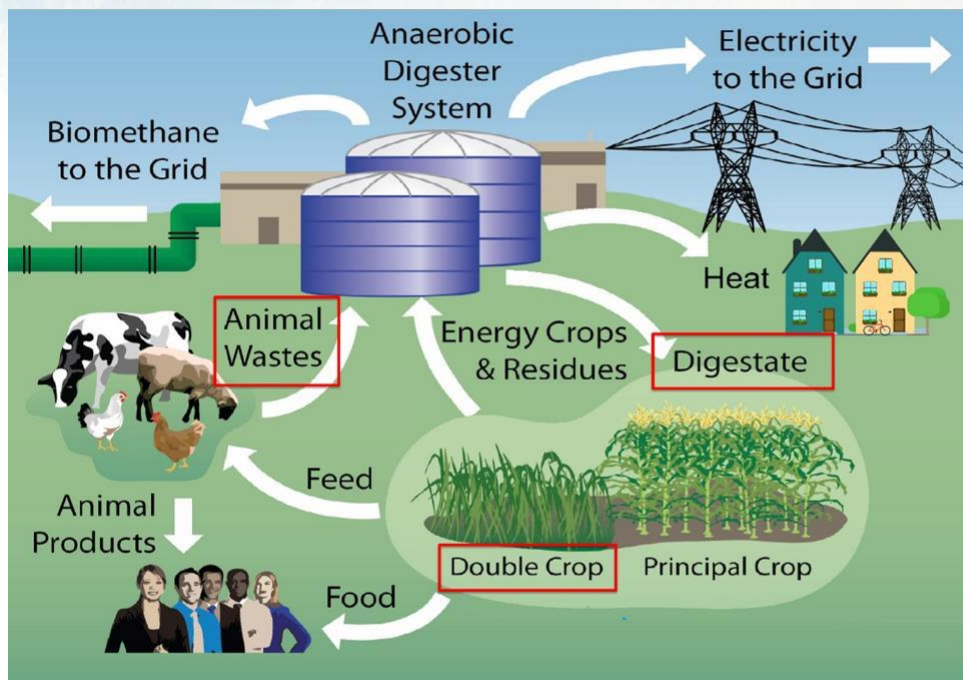 Anaerobic
Digester
System
Electricity
to the Grid
Biomethane
to the Grid
Heat
Animal
Wastes
Energy Crops
& Residues
Digestate
Feed
Animal
Products
Double Crop
Principal Crop
Food